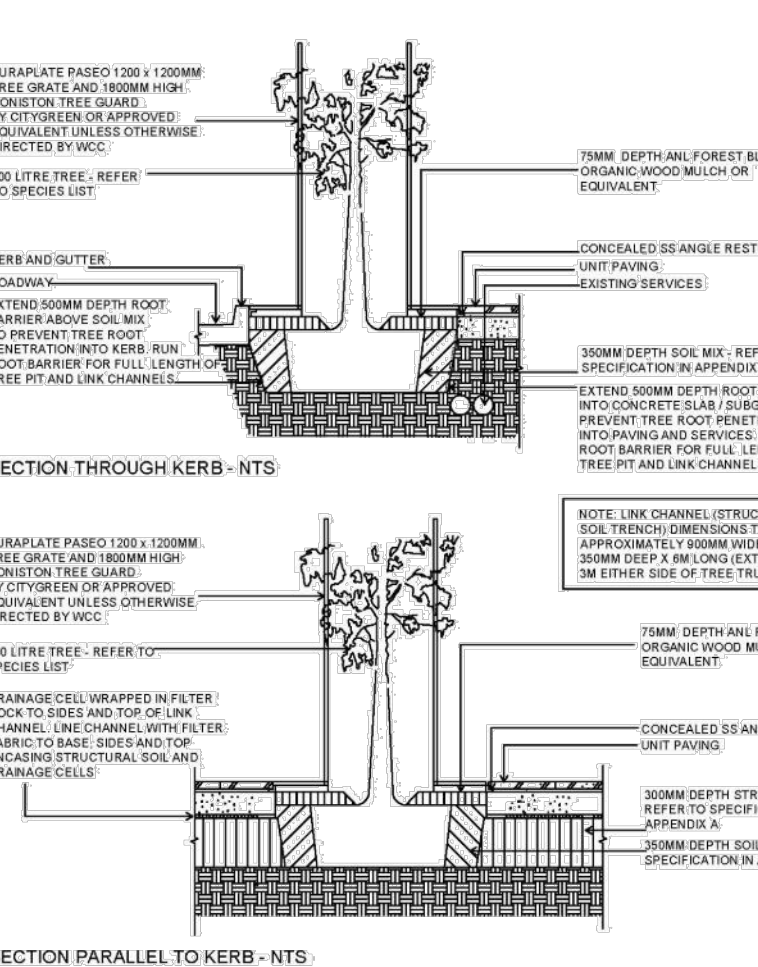 URAPLATE PASEO 1200 x 1200MM
REE GRATE AND 1800MM HIGH
ONISTON TREE GUARD
Y CITYGREEN OR APPROVED
QUIVALENT UNLESS OTHERWISE
IRECTED BY WCC
00 LITRE TREE - REFER
O SPECIES LIST
ERB AND GUTTER
OADWAY
XTEND 500MM DEPTH ROOT
ARRIER ABOVE SOIL MIX
O PREVENT TREE ROOT
ENETRATION INTO KERB. RUN
OOT BARRIER FOR FULL LENGTH OF
REE PIT AND LINK CHANNELS.
75MM DEPTH ANL FOREST BL
ORGANIC WOOD MULCH OR
EQUIVALENT
CONCEALED SS ANGLE REST
UNIT PAVING
EXISTING SERVICES
350MM DEPTH SOIL MIX - REF
SPECIFICATION IN APPENDIX
EXTEND 500MM DEPTH ROOT
INTO CONCRETE SLAB / SUBG
PREVENT TREE ROOT PENET
INTO PAVING AND SERVICES.
ROOT BARRIER FOR FULL LE
TREE PIT AND LINK CHANNEL
ECTION THROUGH KERB - NTS
NOTE: LINK CHANNEL (STRUC
SOIL TRENCH) DIMENSIONS T
APPROXIMATELY 900MM WIDE
350MM DEEP X 6M LONG (EXT
3M EITHER SIDE OF TREE TRU
URAPLATE PASEO 1200 x 1200MM
REE GRATE AND 1800MM HIGH
ONISTON TREE GUARD
Y CITYGREEN OR APPROVED
QUIVALENT UNLESS OTHERWISE
IRECTED BY WCC
0 LITRE TREE - REFER TO
PECIES LIST
RAINAGE CELL WRAPPED IN FILTER
OCK TO SIDES AND TOP OF LINK
HANNEL. LINE CHANNEL WITH FILTER
ABRIC TO BASE, SIDES AND TOP
NCASING STRUCTURAL SOIL AND
RAINAGE CELLS
75MM DEPTH ANL F
ORGANIC WOOD MU
EQUIVALENT
CONCEALED SS AN
UNIT PAVING
300MM DEPTH STR
REFER TO SPECIFI
APPENDIX A
350MM DEPTH SOIL
SPECIFICATION IN
ECTION PARALLEL TO KERB - NTS